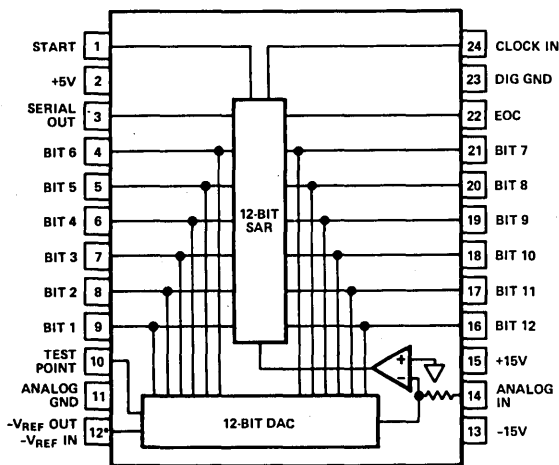 START 1
+5V 2
SERIAL
OUT 3
BIT 6 4
BIT 5 5
BIT 4 6
BIT 3 7
BIT 2 8
BIT 1 9
TEST
POINT 10
ANALOG
GND 11
-VREF OUT
-VREF IN 12*
12-BIT
SAR
12-BIT DAC
+
-
24 CLOCK IN
23 DIG GND
22 EOC
21 BIT 7
20 BIT 8
19 BIT 9
18 BIT 10
17 BIT 11
16 BIT 12
15 +15V
14 ANALOG
IN
13 -15V